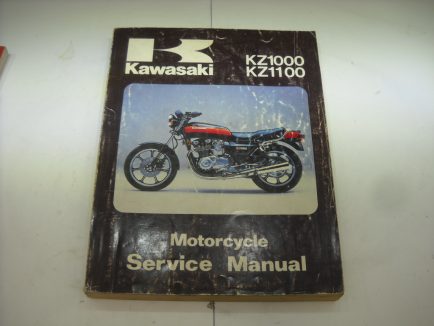 Kawasaki
KZ1000
KZ1100
Motorcycle
Service Manual